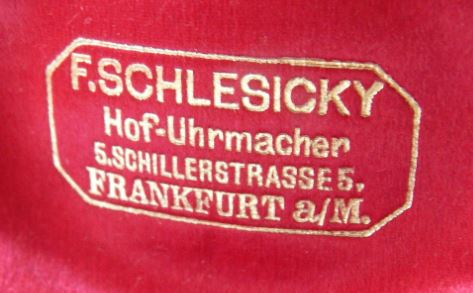 F.SCHLESICKY
Hof-Uhrmacher
5.SCHILLERSTRASSE 5,
FRANKFURT a/M.